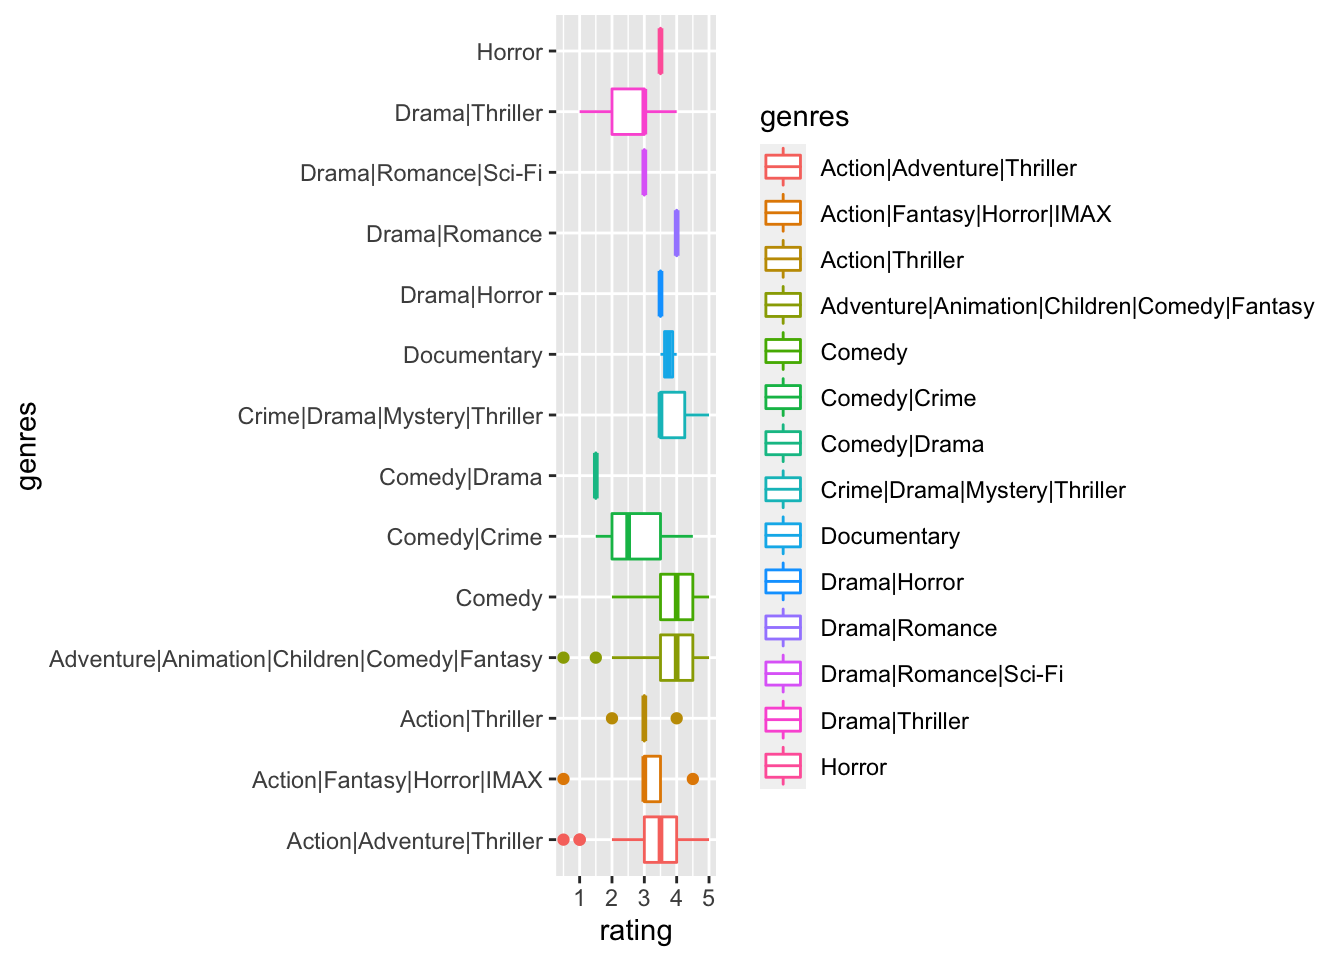 genres
Horror
Drama|Thriller
Drama|Romance|Sci-Fi
Drama|Romance
Drama|Horror
Documentary
Crime|Drama|Mystery|Thriller
Comedy|Drama
Comedy|Crime
Comedy
Adventure|Animation|Children|Comedy|Fantasy
Action|Thriller
Action|Fantasy|Horror|IMAX
Action|Adventure|Thriller
1 2 3 4 5
rating
genres
Action|Adventure|Thriller
Action|Fantasy|Horror|IMAX
Action|Thriller
Adventure|Animation|Children|Comedy|Fantasy
Comedy
Comedy|Crime
Comedy|Drama
Crime|Drama|Mystery|Thriller
Documentary
Drama|Horror
Drama|Romance
Drama|Romance|Sci-Fi
Drama|Thriller
Horror